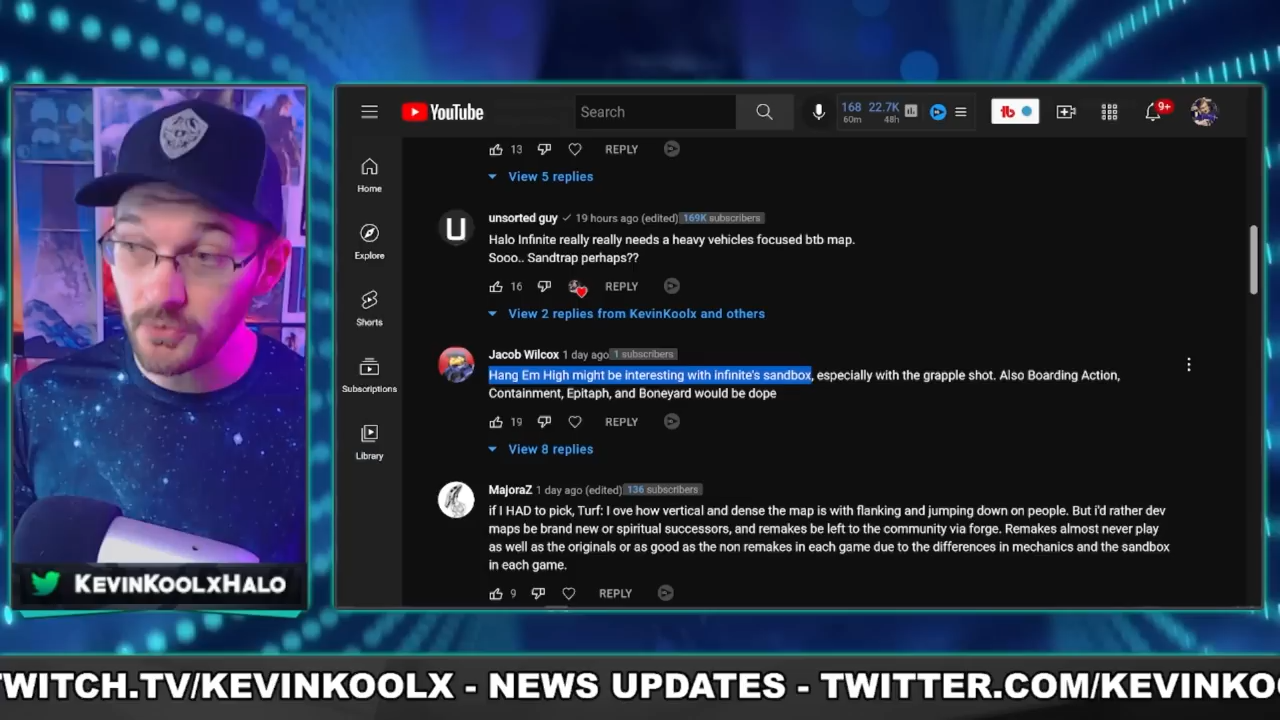 YouTube
Search
168 22.7K
60m 48h
9+
Home
Explore
Shorts
Subscriptions
Library
13 REPLY
View 5 replies
U
unsorted guy 19 hours ago (edited) 169K subscribers
Halo Infinite really really needs a heavy vehicles focused btb map.
Sooo.. Sandtrap perhaps??
16 REPLY
View 2 replies from KevinKoolx and others
Jacob Wilcox 1 day ago 1 subscribers
Hang Em High might be interesting with infinite's sandbox, especially with the grapple shot. Also Boarding Action,
Containment, Epitaph, and Boneyard would be dope
19 REPLY
View 8 replies
MajoraZ 1 day ago (edited) 136 subscribers
if I HAD to pick, Turf: I ove how vertical and dense the map is with flanking and jumping down on people. But i'd rather dev
maps be brand new or spiritual successors, and remakes be left to the community via forge. Remakes almost never play
as well as the originals or as good as the non remakes in each game due to the differences in mechanics and the sandbox
in each game.
9 REPLY
KEVINKOOLXHALO
TWITCH.TV/KEVINKOOLX - NEWS UPDATES - TWITTER.COM/KEVINKO